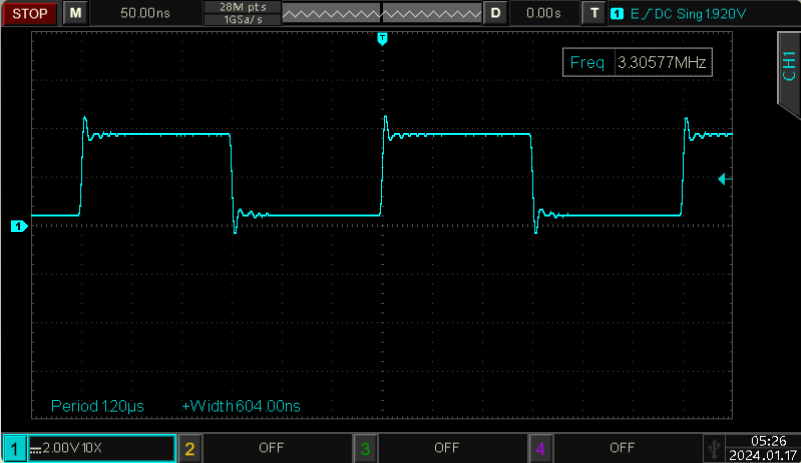 STOP M 50.00ns 28M pts D 0.00s T 1 E DC Sing 1.920V
1GSa/s
T
Freq 3.30577MHz
CH1
1
Period 1.20µs +Width 604.00ns
1 2.00V 10X 2 OFF 3 OFF 4 OFF 05:26
2024.01.17